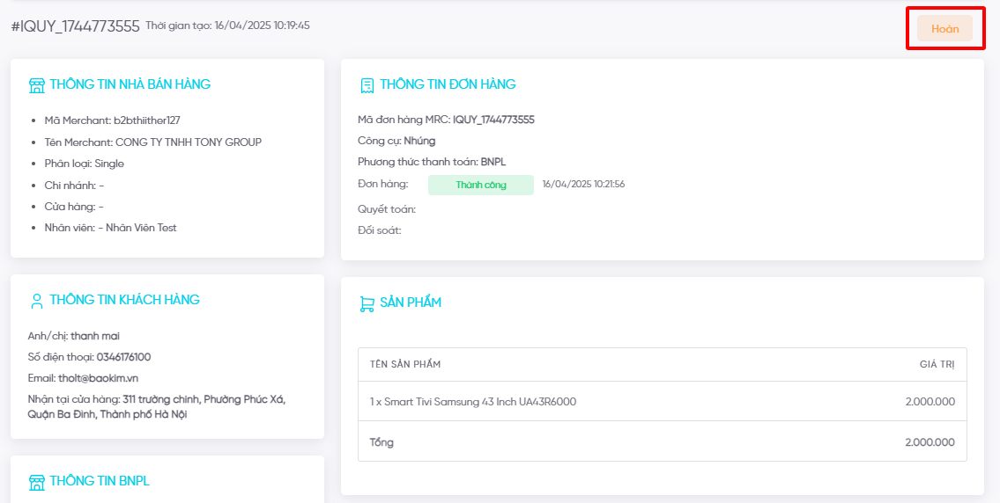 #IQUY_1744773555 Thời gian tạo: 16/04/2025 10:19:45
Hoàn
THÔNG TIN NHÀ BÁN HÀNG
Mã Merchant: b2bthiither127
Tên Merchant: CONG TY TNHH TONY GROUP
Phân loại: Single
Chi nhánh: -
Cửa hàng: -
Nhân viên: - Nhân Viên Test
THÔNG TIN ĐƠN HÀNG
Mã đơn hàng MRC: IQUY_1744773555
Công cụ: Nhúng
Phương thức thanh toán: BNPL
Đơn hàng: Thành công 16/04/2025 10:21:56
Quyết toán:
Đối soát:
THÔNG TIN KHÁCH HÀNG
Anh/chị: thanh mai
Số điện thoại: 0346176100
Email: tholt@baokim.vn
Nhận tại cửa hàng: 311 trường chinh, Phường Phúc Xá,
Quận Ba Đình, Thành phố Hà Nội
SẢN PHẨM
TÊN SẢN PHẨM GIÁ TRỊ
1 x Smart Tivi Samsung 43 Inch UA43R6000 2.000.000
Tổng 2.000.000
THÔNG TIN BNPL